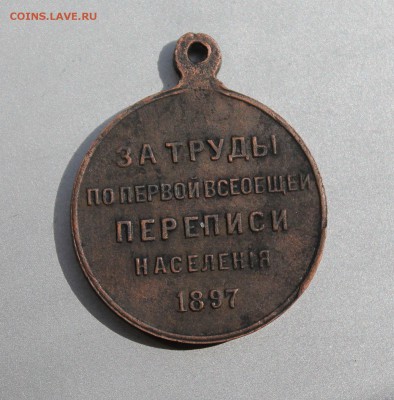 COINS.LAVE.RU
ЗА ТРУДЫ
ПО ПЕРВОЙ ВСЕОБЩЕЙ
ПЕРЕПИСИ
НАСЕЛЕНІЯ
1897